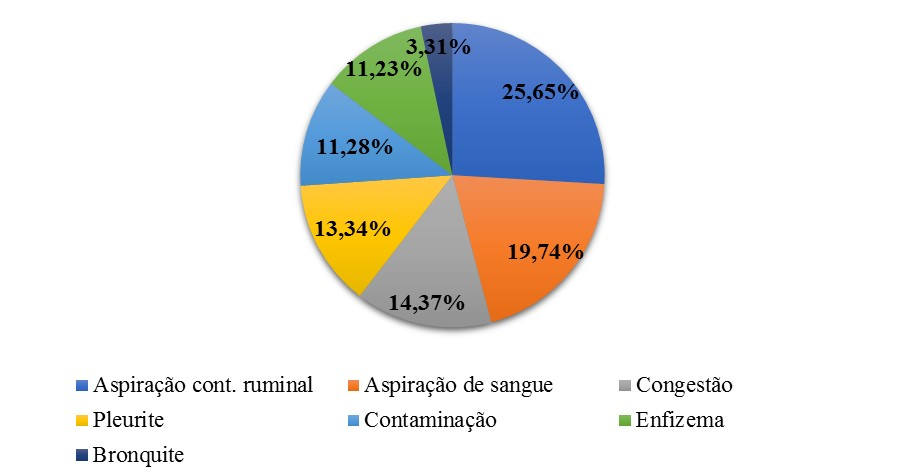 3,31%
11,23%
25,65%
11,28%
13,34%
19,74%
14,37%
Aspiração cont. ruminal
Aspiração de sangue
Congestão
Pleurite
Contaminação
Enfizema
Bronquite